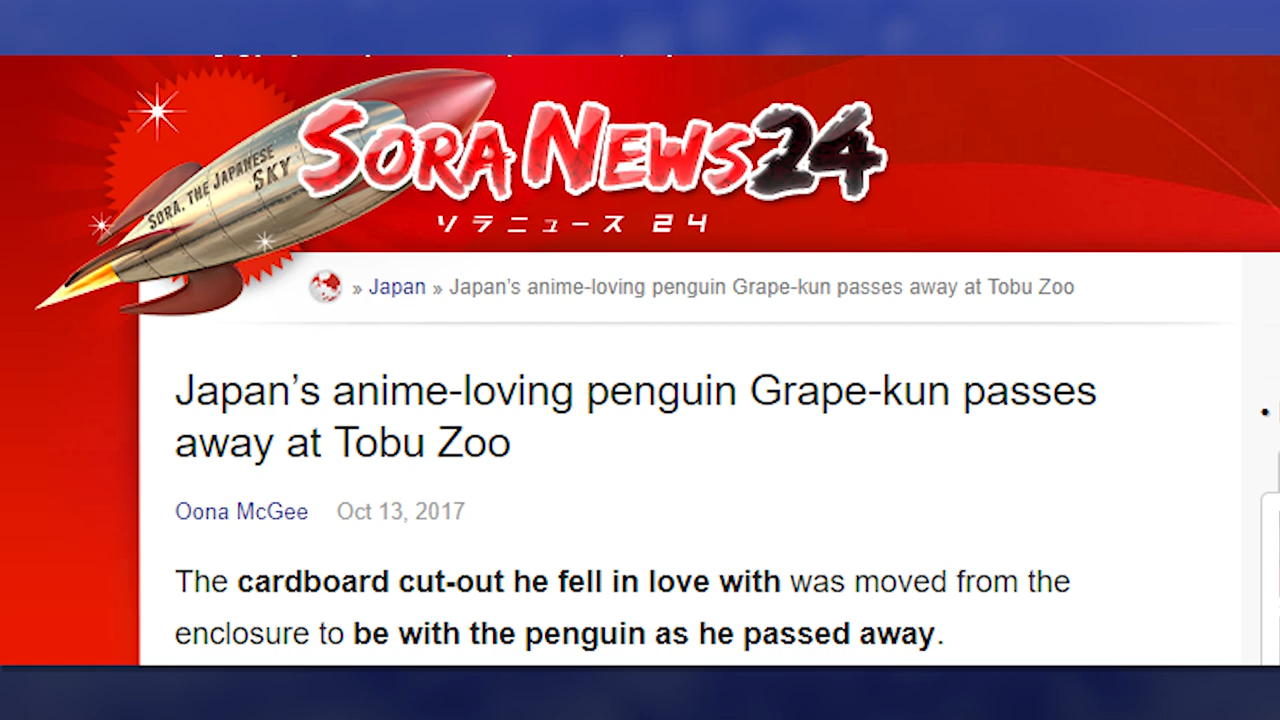 SORA, THE JAPANESE
SKY
SORA NEWS24
ソラニュース 24
» Japan » Japan's anime-loving penguin Grape-kun passes away at Tobu Zoo
Japan's anime-loving penguin Grape-kun passes
away at Tobu Zoo
Oona McGee Oct 13, 2017
The cardboard cut-out he fell in love with was moved from the
enclosure to be with the penguin as he passed away.